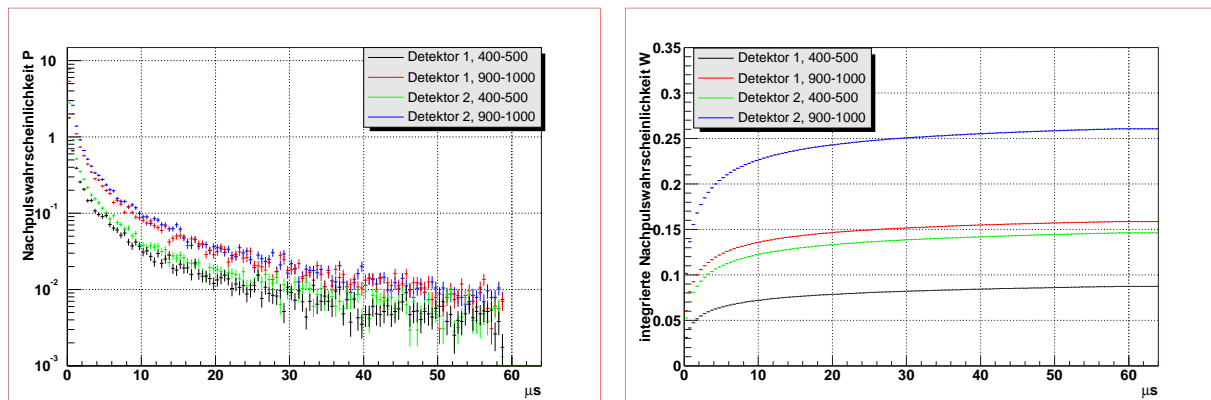 Nachpulswahrscheinlichkeit P
10
1
10^-1
10^-2
10^-3
0 10 20 30 40 50 60
μs
Detektor 1, 400-500
Detektor 1, 900-1000
Detektor 2, 400-500
Detektor 2, 900-1000
integrierte Nachpulswahrscheinlichkeit W
0.35
0.3
0.25
0.2
0.15
0.1
0.05
0
0 10 20 30 40 50 60
μs
Detektor 1, 400-500
Detektor 1, 900-1000
Detektor 2, 400-500
Detektor 2, 900-1000